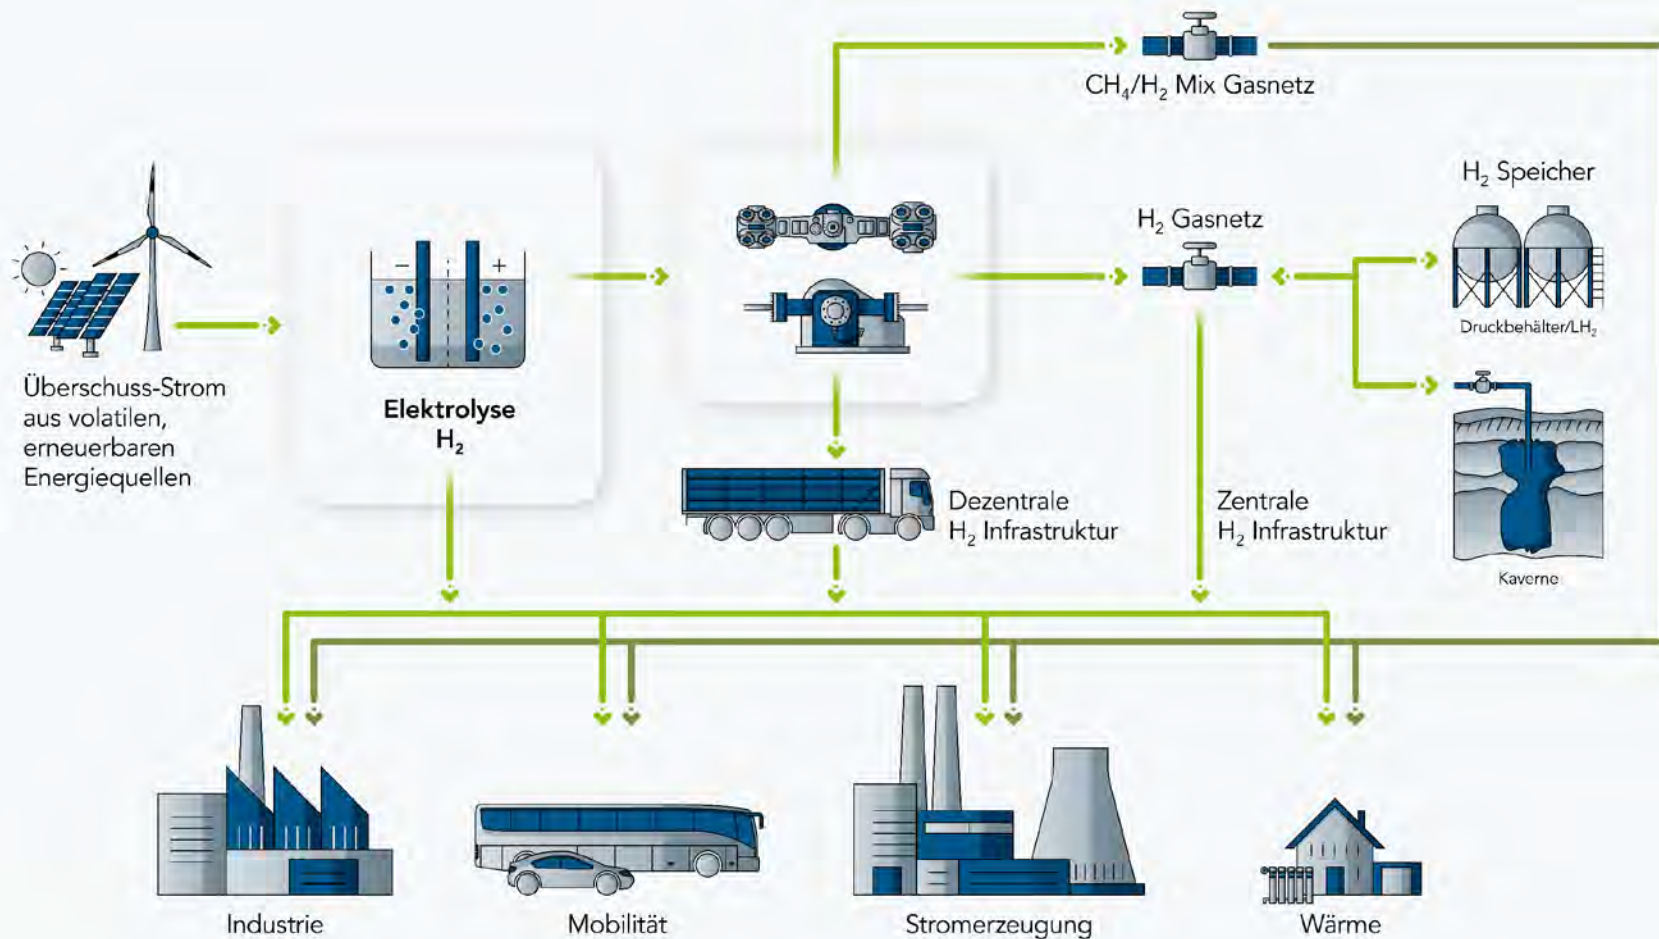 CH₄/H₂ Mix Gasnetz
H₂ Speicher
H₂ Gasnetz
Druckbehälter/LH₂
− +
Überschuss-Strom
aus volatilen,
erneuerbaren
Energiequellen
Elektrolyse
H₂
Dezentrale
H₂ Infrastruktur
Zentrale
H₂ Infrastruktur
Kaverne
Industrie
Mobilität
Stromerzeugung
Wärme